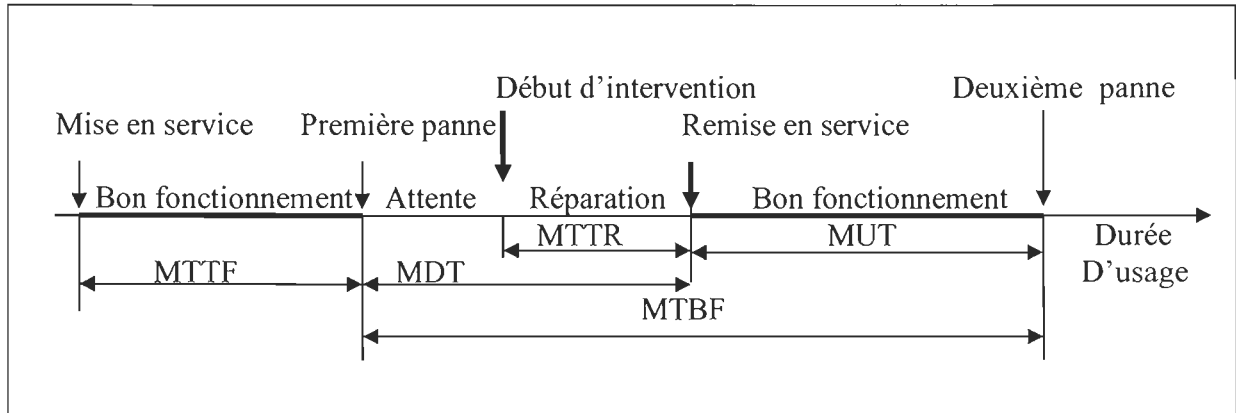 Début d'intervention
Deuxième panne
Mise en service
Première panne
Remise en service
Bon fonctionnement
Attente
Réparation
Bon fonctionnement
MTTR
MUT
Durée
D'usage
MTTF
MDT
MTBF